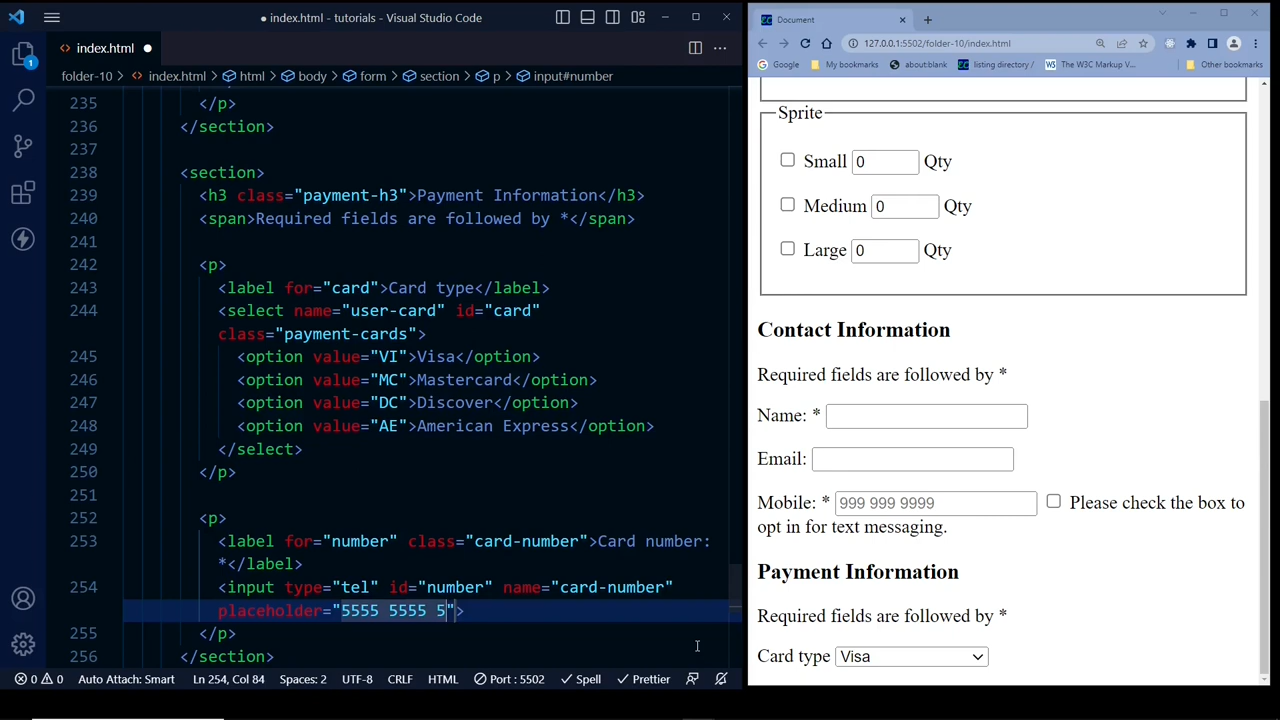 index.html - tutorials - Visual Studio Code
index.html
folder-10 > index.html > html > body > form > section > p > input#number
235 </p>
236 </section>
237
238 <section>
239 <h3 class="payment-h3">Payment Information</h3>
240 <span>Required fields are followed by *</span>
241
242 <p>
243 <label for="card">Card type</label>
244 <select name="user-card" id="card"
class="payment-cards">
245 <option value="VI">Visa</option>
246 <option value="MC">Mastercard</option>
247 <option value="DC">Discover</option>
248 <option value="AE">American Express</option>
249 </select>
250 </p>
251
252 <p>
253 <label for="number" class="card-number">Card number:
*</label>
254 <input type="tel" id="number" name="card-number"
placeholder="5555 5555 5">
255 </p>
256 </section>
1
0 0 Auto Attach: Smart Ln 254, Col 84 Spaces: 2 UTF-8 CRLF HTML Port : 5502 Spell Prettier
Document
127.0.0.1:5502/folder-10/index.html
Google My bookmarks about:blank listing directory / The W3C Markup V... Other bookmarks
Sprite
Small 0 Qty
Medium 0 Qty
Large 0 Qty
Contact Information
Required fields are followed by *
Name: *
Email:
Mobile: * 999 999 9999 Please check the box to
opt in for text messaging.
Payment Information
Required fields are followed by *
Card type Visa